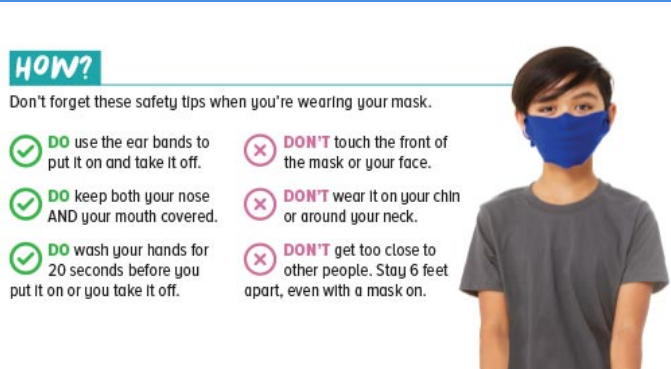 HOW?
Don't forget these safety tips when you're wearing your mask.
DO use the ear bands to
put it on and take it off.
DO keep both your nose
AND your mouth covered.
DO wash your hands for
20 seconds before you
put it on or you take it off.
DON'T touch the front of
the mask or your face.
DON'T wear it on your chin
or around your neck.
DON'T get too close to
other people. Stay 6 feet
apart, even with a mask on.